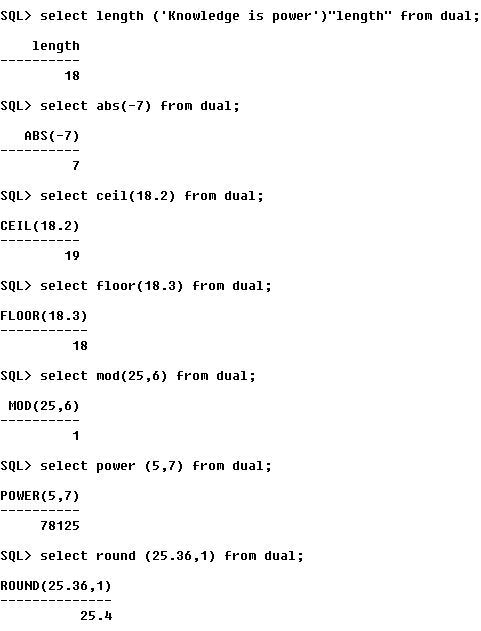 SQL> select length ('Knowledge is power')"length" from dual;
length
----------
18
SQL> select abs(-7) from dual;
ABS(-7)
----------
7
SQL> select ceil(18.2) from dual;
CEIL(18.2)
----------
19
SQL> select floor(18.3) from dual;
FLOOR(18.3)
-----------
18
SQL> select mod(25,6) from dual;
MOD(25,6)
----------
1
SQL> select power (5,7) from dual;
POWER(5,7)
----------
78125
SQL> select round (25.36,1) from dual;
ROUND(25.36,1)
--------------
25.4